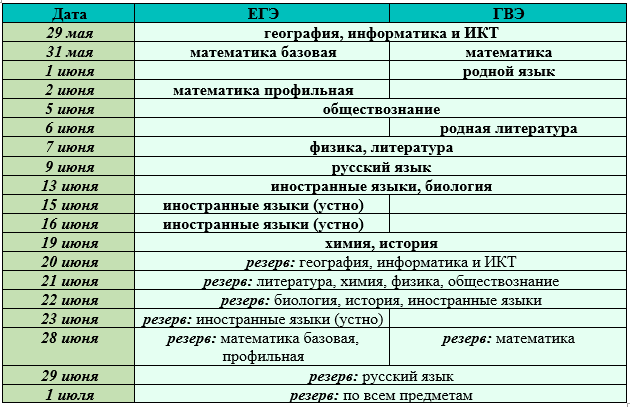 Дата ЕГЭ ГВЭ
29 мая география, информатика и ИКТ
31 мая математика базовая математика
1 июня родной язык
2 июня математика профильная
5 июня обществознание
6 июня родная литература
7 июня физика, литература
9 июня русский язык
13 июня иностранные языки, биология
15 июня иностранные языки (устно)
16 июня иностранные языки (устно)
19 июня химия, история
20 июня резерв: география, информатика и ИКТ
21 июня резерв: литература, химия, физика, обществознание
22 июня резерв: биология, история, иностранные языки
23 июня резерв: иностранные языки (устно)
28 июня резерв: математика базовая, резерв: математика
профильная
29 июня резерв: русский язык
1 июля резерв: по всем предметам